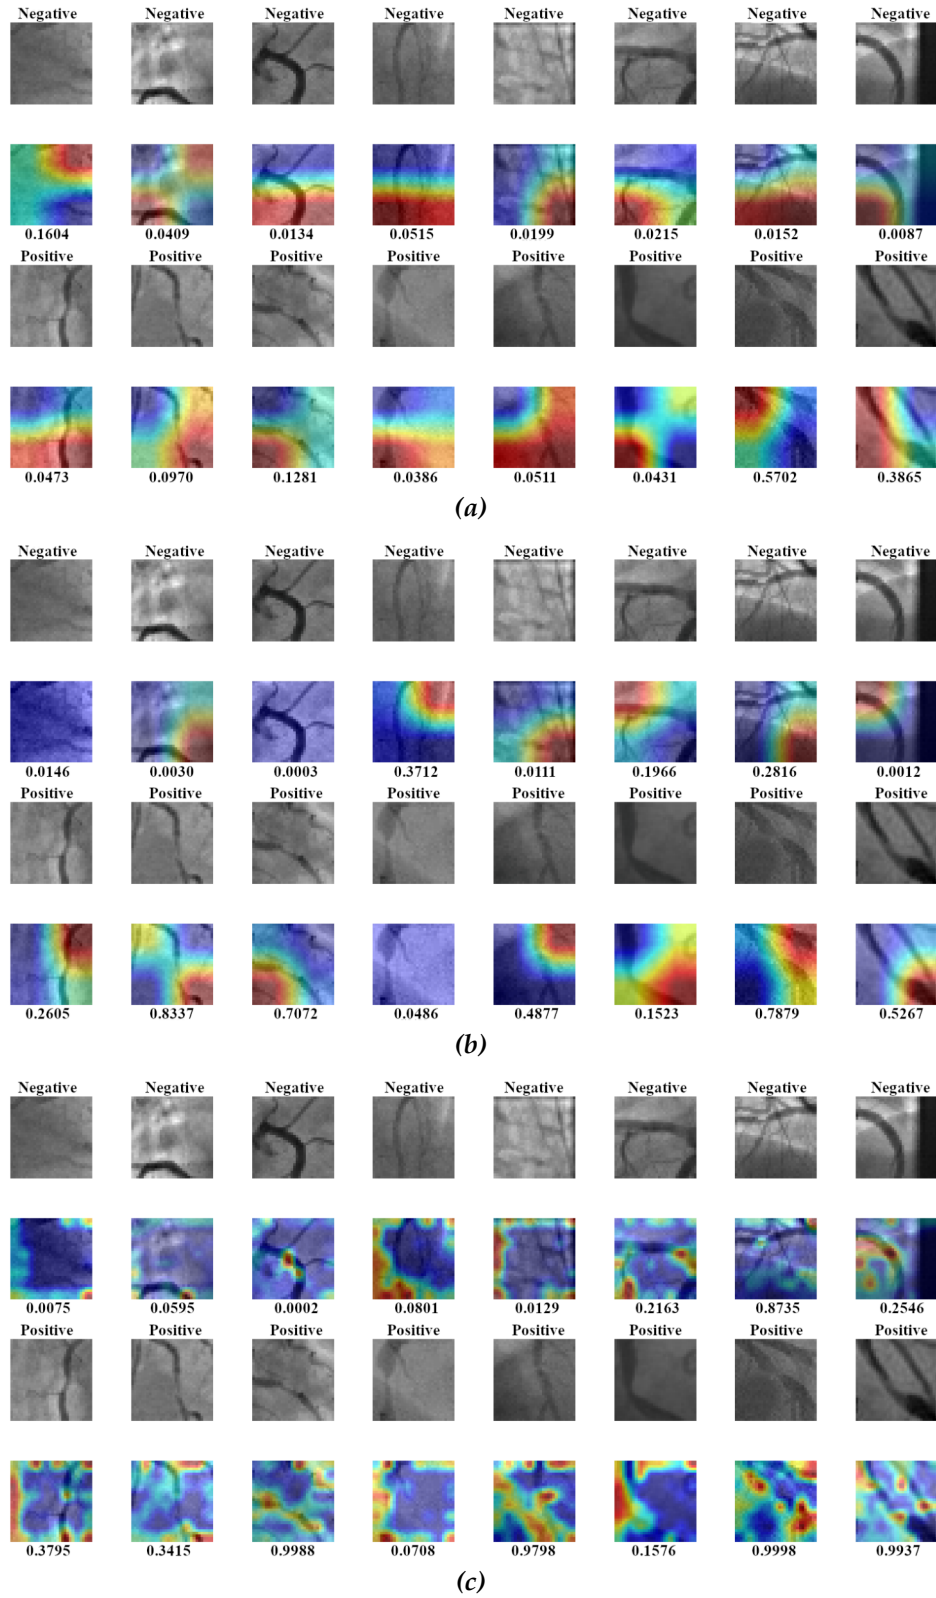 Negative Negative Negative Negative Negative Negative Negative Negative
0.1604 0.0409 0.0134 0.0515 0.0199 0.0215 0.0152 0.0087
Positive Positive Positive Positive Positive Positive Positive Positive
0.0473 0.0970 0.1281 0.0386 0.0511 0.0431 0.5702 0.3865
(a)
Negative Negative Negative Negative Negative Negative Negative Negative
0.0146 0.0030 0.0003 0.3712 0.0111 0.1966 0.2816 0.0012
Positive Positive Positive Positive Positive Positive Positive Positive
0.2605 0.8337 0.7072 0.0486 0.4877 0.1523 0.7879 0.5267
(b)
Negative Negative Negative Negative Negative Negative Negative Negative
0.0075 0.0595 0.0002 0.0801 0.0129 0.2163 0.8735 0.2546
Positive Positive Positive Positive Positive Positive Positive Positive
0.3795 0.3415 0.9988 0.0708 0.9798 0.1576 0.9998 0.9937
(c)